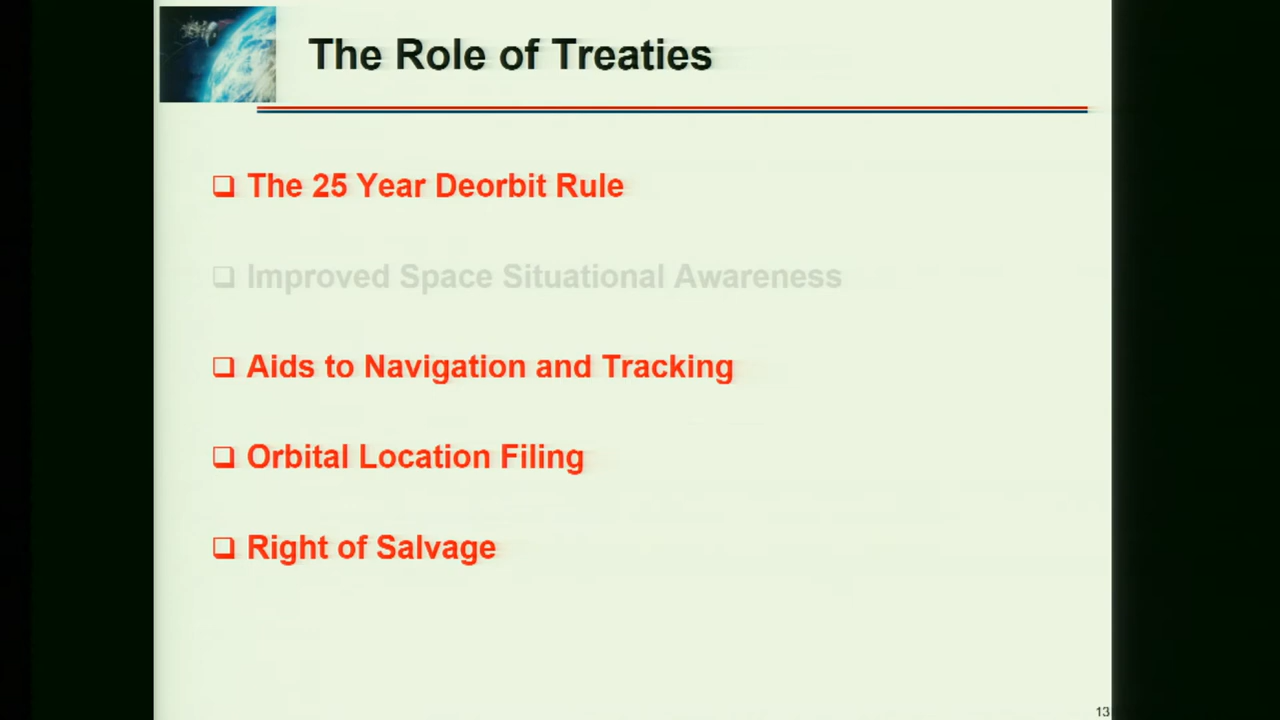 The Role of Treaties
❑ The 25 Year Deorbit Rule
❑ Improved Space Situational Awareness
❑ Aids to Navigation and Tracking
❑ Orbital Location Filing
❑ Right of Salvage
13